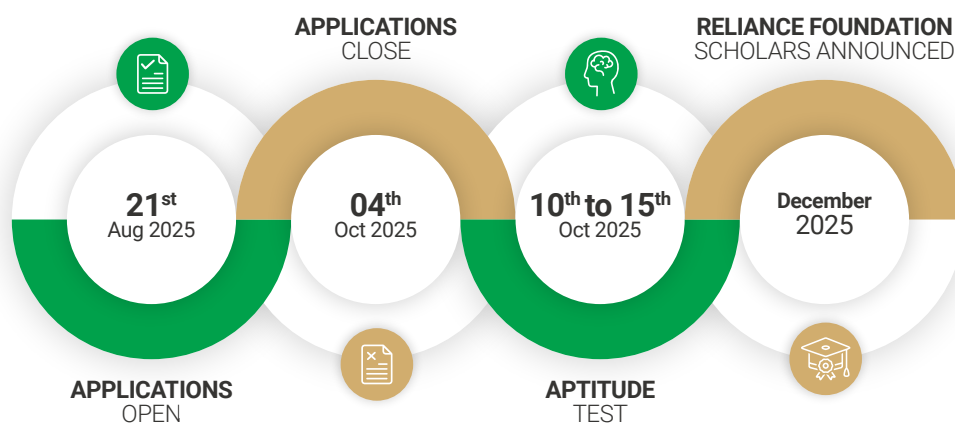 APPLICATIONS
CLOSE
RELIANCE FOUNDATION
SCHOLARS ANNOUNCED
21st
Aug 2025
04th
Oct 2025
10th to 15th
Oct 2025
December
2025
APPLICATIONS
OPEN
APTITUDE
TEST